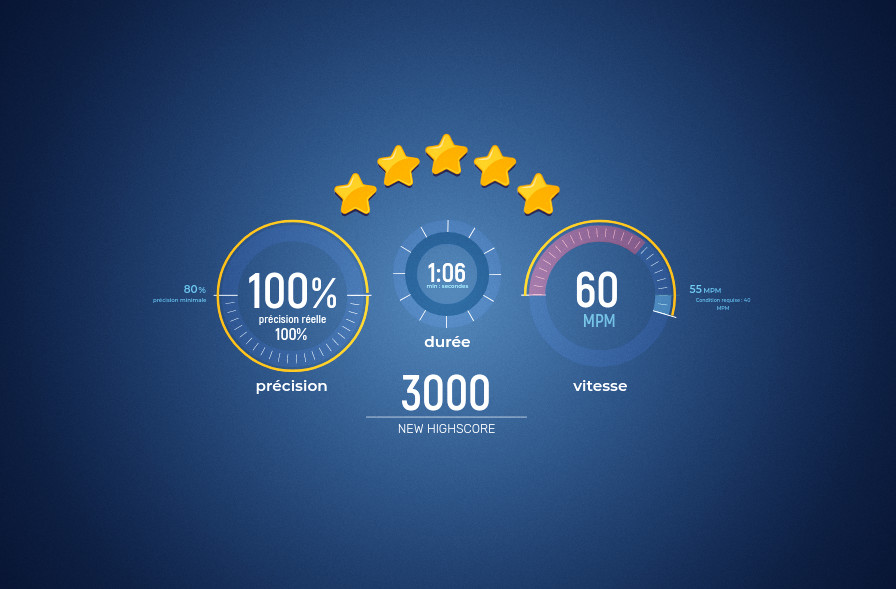 80%
précision minimale
100%
précision réelle
100%
précision
1:06
min : secondes
durée
60
MPM
vitesse
55 MPM
Condition requise : 40
MPM
3000
NEW HIGHSCORE